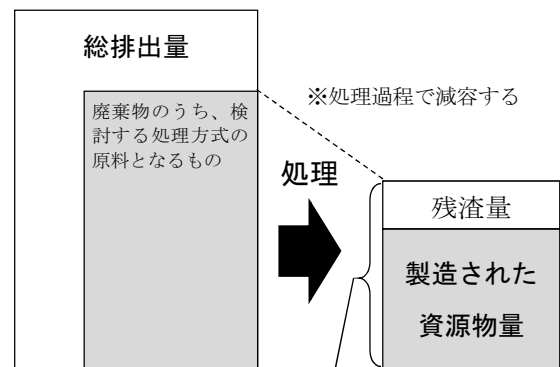 総排出量
廃棄物のうち、検
討する処理方式の
原料となるもの
※処理過程で減容する
処理
残渣量
製造された
資源物量